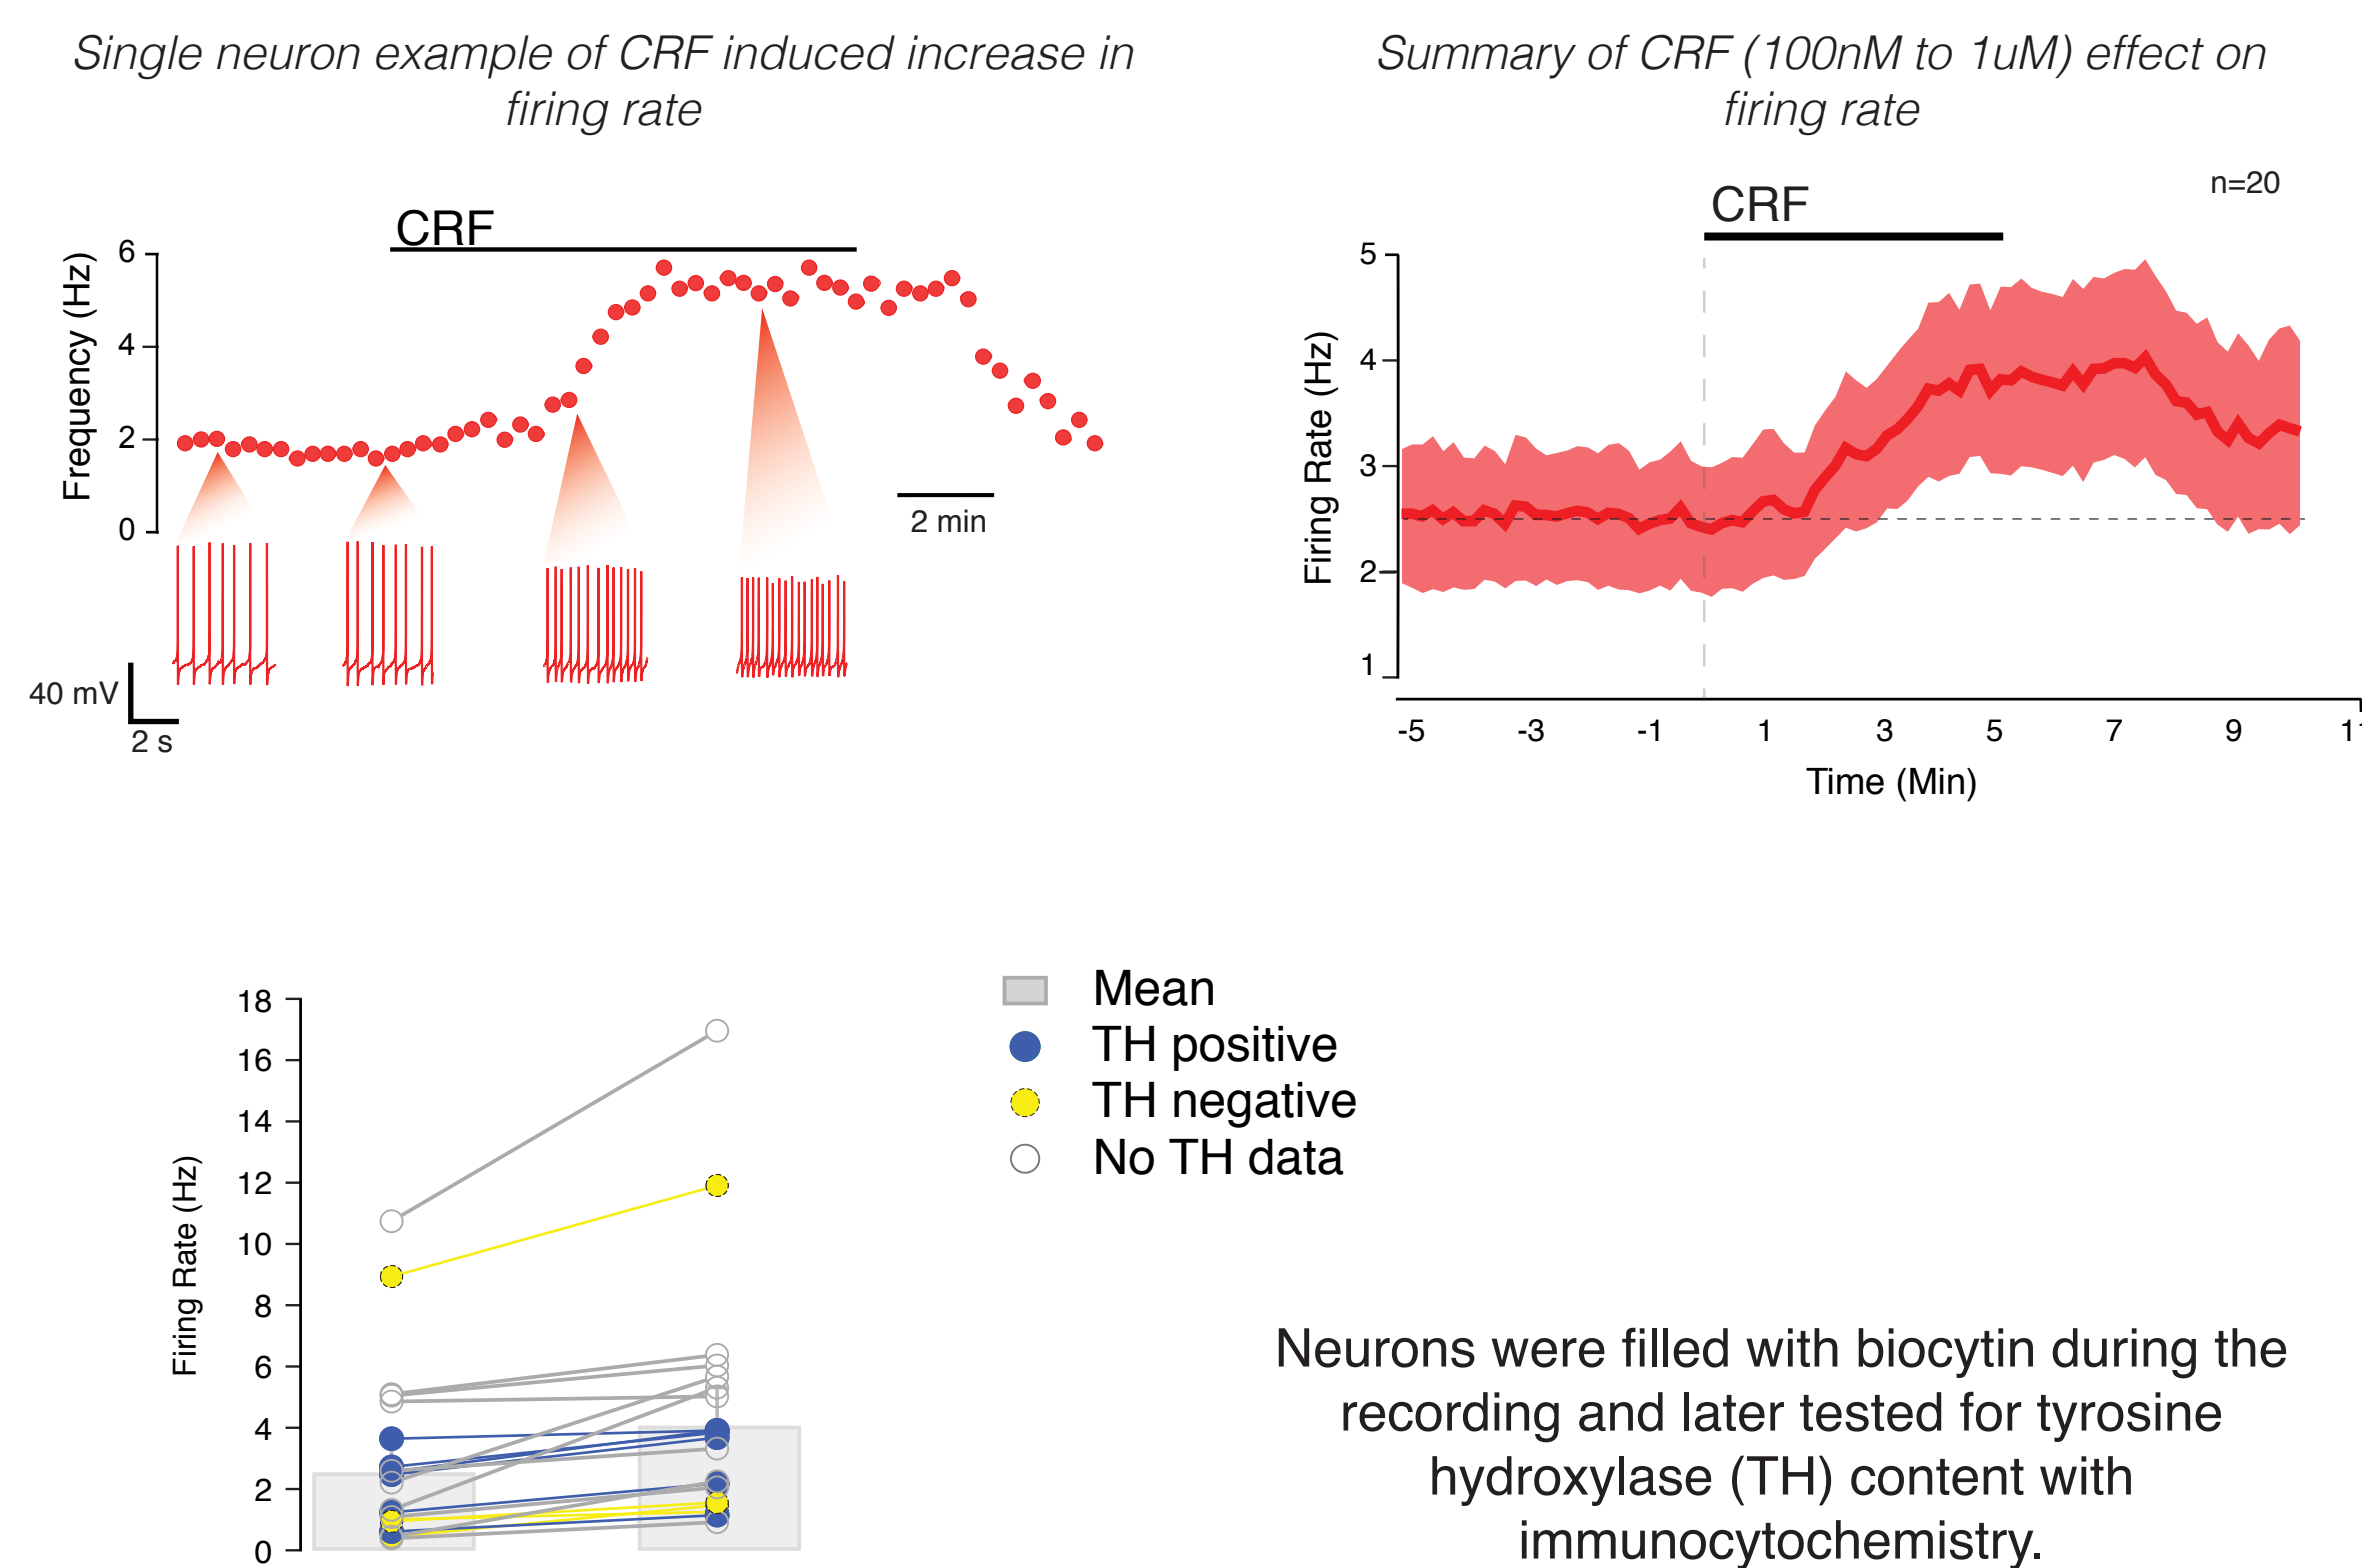 Single neuron example of CRF induced increase in
firing rate
CRF
Frequency (Hz)
6
4
2
0
2 min
40 mV
2 s
Summary of CRF (100nM to 1uM) effect on
firing rate
n=20
CRF
Firing Rate (Hz)
5
4
3
2
1
-5 -3 -1 1 3 5 7 9 11
Time (Min)
Firing Rate (Hz)
18
16
14
12
10
8
6
4
2
0
Mean
TH positive
TH negative
No TH data
Neurons were filled with biocytin during the
recording and later tested for tyrosine
hydroxylase (TH) content with
immunocytochemistry.